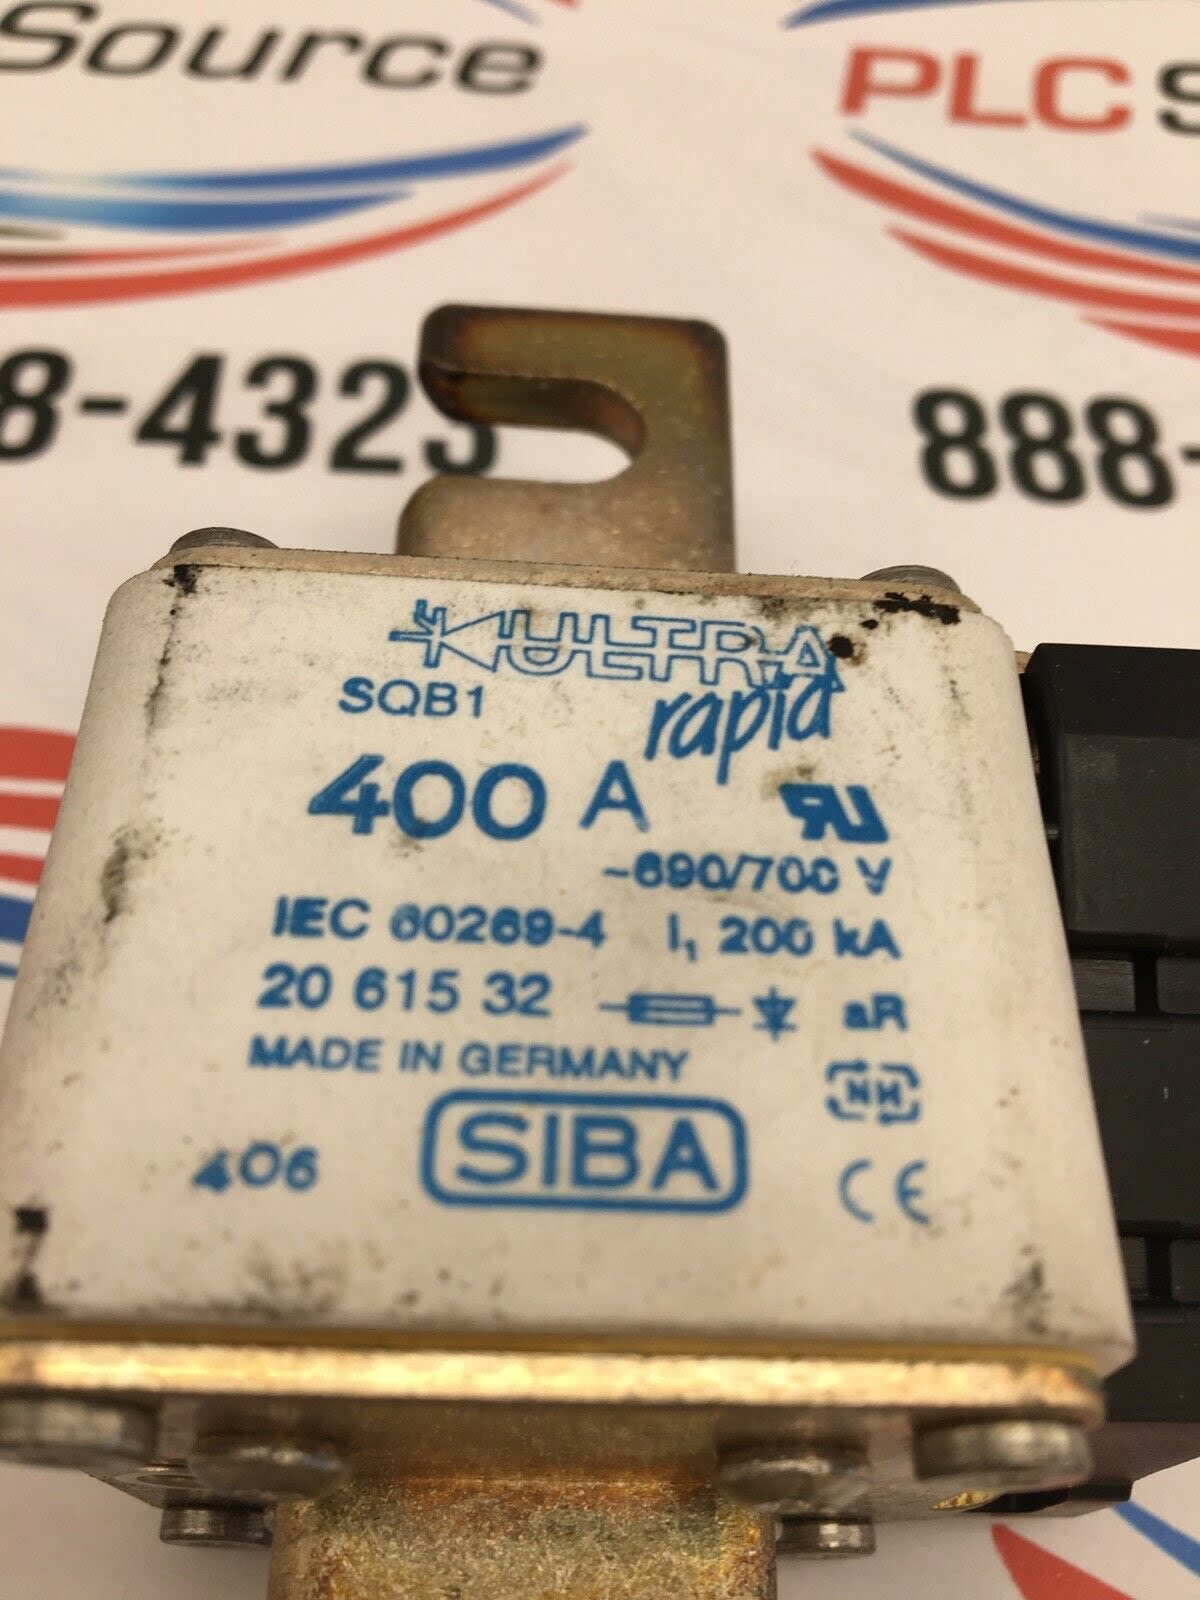 Source
PLC S
8-4323
888-
ULTRA
rapid
SQB1
400 A
~690/700 V
IEC 60269-4 I1 200 kA
20 615 32 aR
MADE IN GERMANY
SIBA
406
CE